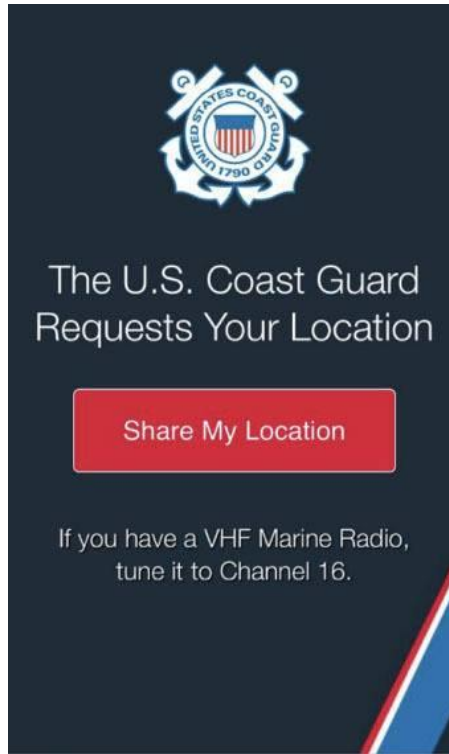 UNITED STATES COAST GUARD
1790
The U.S. Coast Guard
Requests Your Location
Share My Location
If you have a VHF Marine Radio,
tune it to Channel 16.